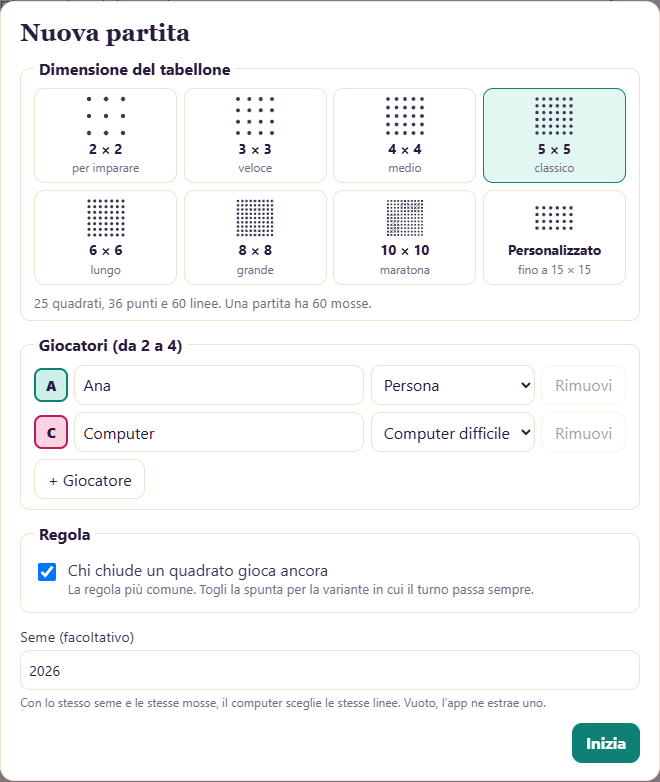 Nuova partita
Dimensione del tabellone
2 × 2
per imparare
3 × 3
veloce
4 × 4
medio
5 × 5
classico
6 × 6
lungo
8 × 8
grande
10 × 10
maratona
Personalizzato
fino a 15 × 15
25 quadrati, 36 punti e 60 linee. Una partita ha 60 mosse.
Giocatori (da 2 a 4)
A Ana Persona Rimuovi
C Computer Computer difficile Rimuovi
+ Giocatore
Regola
Chi chiude un quadrato gioca ancora
La regola più comune. Togli la spunta per la variante in cui il turno passa sempre.
Seme (facoltativo)
2026
Con lo stesso seme e le stesse mosse, il computer sceglie le stesse linee. Vuoto, l’app ne estrae uno.
Inizia